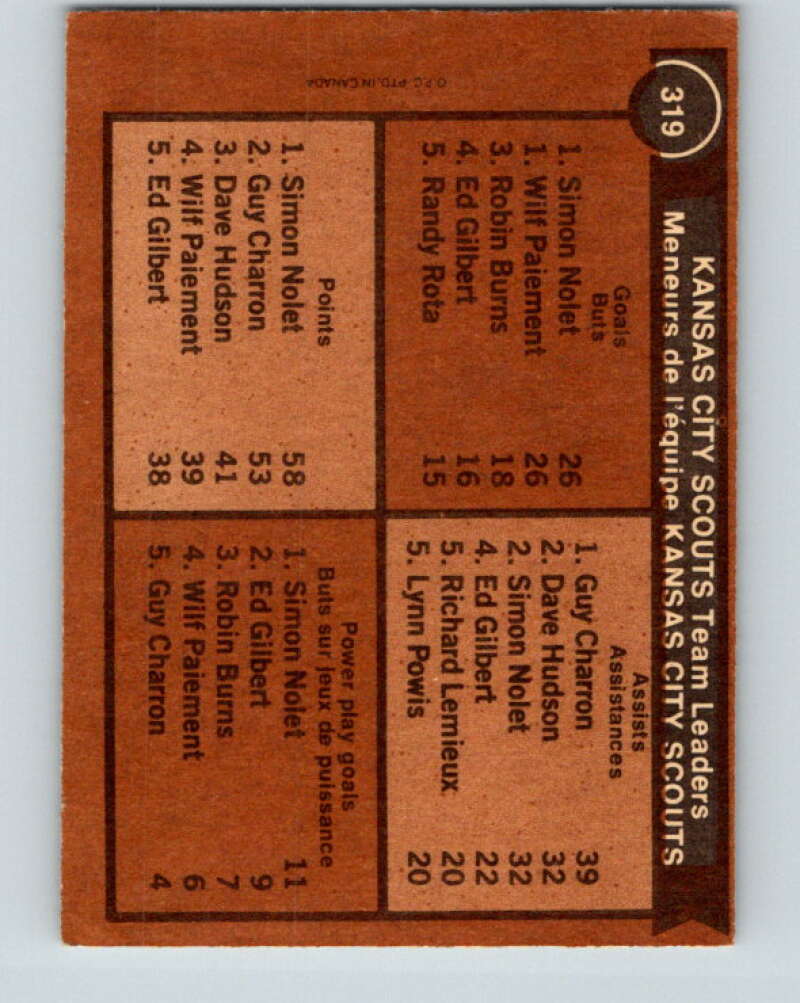 319
KANSAS CITY SCOUTS Team Leaders
Meneurs de l'équipe KANSAS CITY SCOUTS
Goals
Buts
1. Simon Nolet 26
1. Wilf Paiement 26
3. Robin Burns 18
4. Ed Gilbert 16
5. Randy Rota 15
Assists
Assistances
1. Guy Charron 39
2. Dave Hudson 32
2. Simon Nolet 32
4. Ed Gilbert 22
5. Richard Lemieux 20
5. Lynn Powis 20
Points
1. Simon Nolet 58
2. Guy Charron 53
3. Dave Hudson 41
4. Wilf Paiement 39
5. Ed Gilbert 38
Power play goals
Buts sur jeux de puissance
1. Simon Nolet 11
2. Ed Gilbert 9
3. Robin Burns 7
4. Wilf Paiement 6
5. Guy Charron 4
O.P.C. PTD. IN CANADA